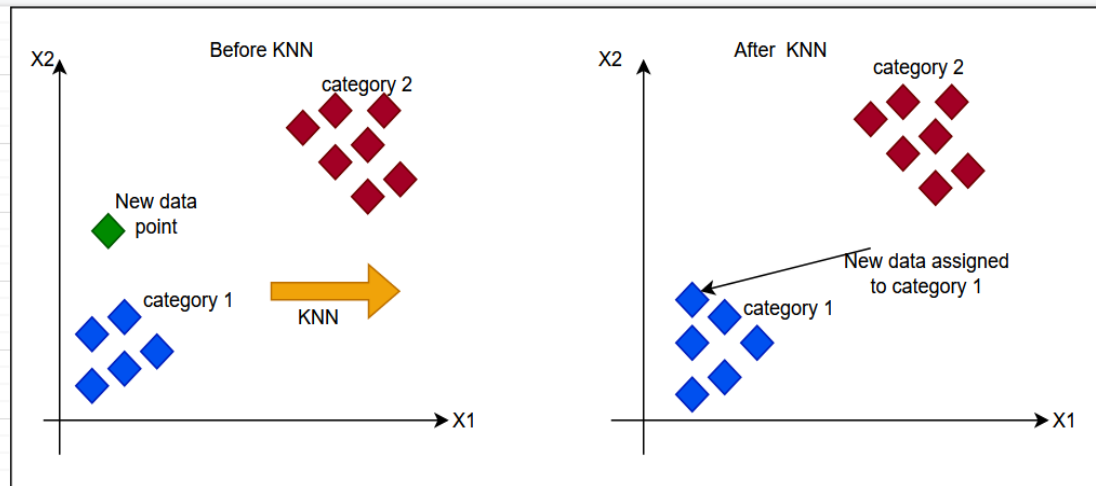 Before KNN
X2
category 2
New data
point
category 1
KNN
X1
After KNN
X2
category 2
New data assigned
to category 1
category 1
X1